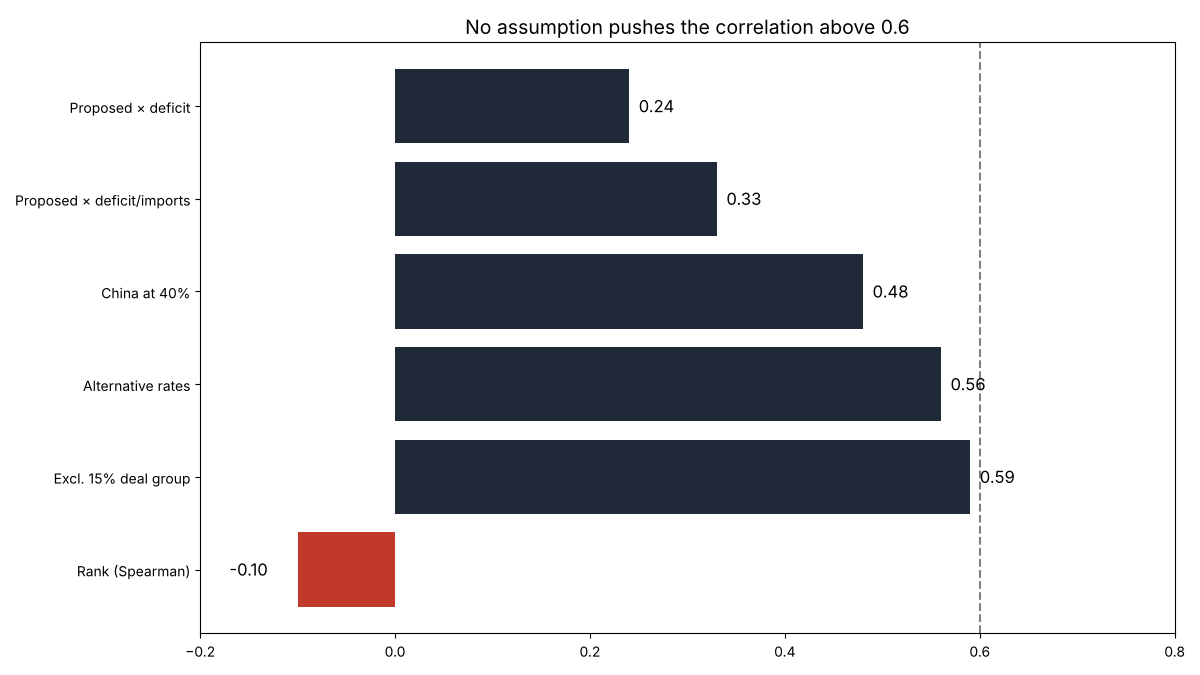 No assumption pushes the correlation above 0.6
Proposed × deficit 0.24
Proposed × deficit/imports 0.33
China at 40% 0.48
Alternative rates 0.56
Excl. 15% deal group 0.59
Rank (Spearman) -0.10
−0.2 0.0 0.2 0.4 0.6 0.8